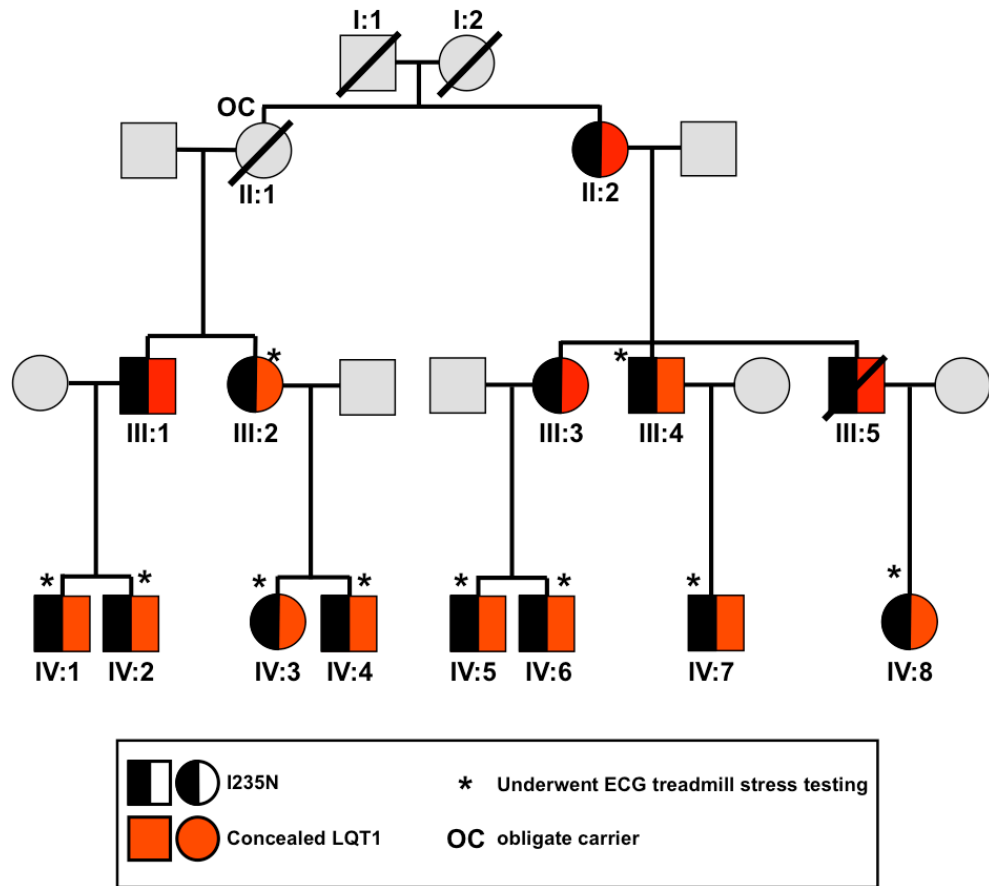 I:1 I:2
OC
II:1 II:2
* *
III:1 III:2 III:3 III:4 III:5
* * * * * * * *
IV:1 IV:2 IV:3 IV:4 IV:5 IV:6 IV:7 IV:8
I235N * Underwent ECG treadmill stress testing
Concealed LQT1 OC obligate carrier